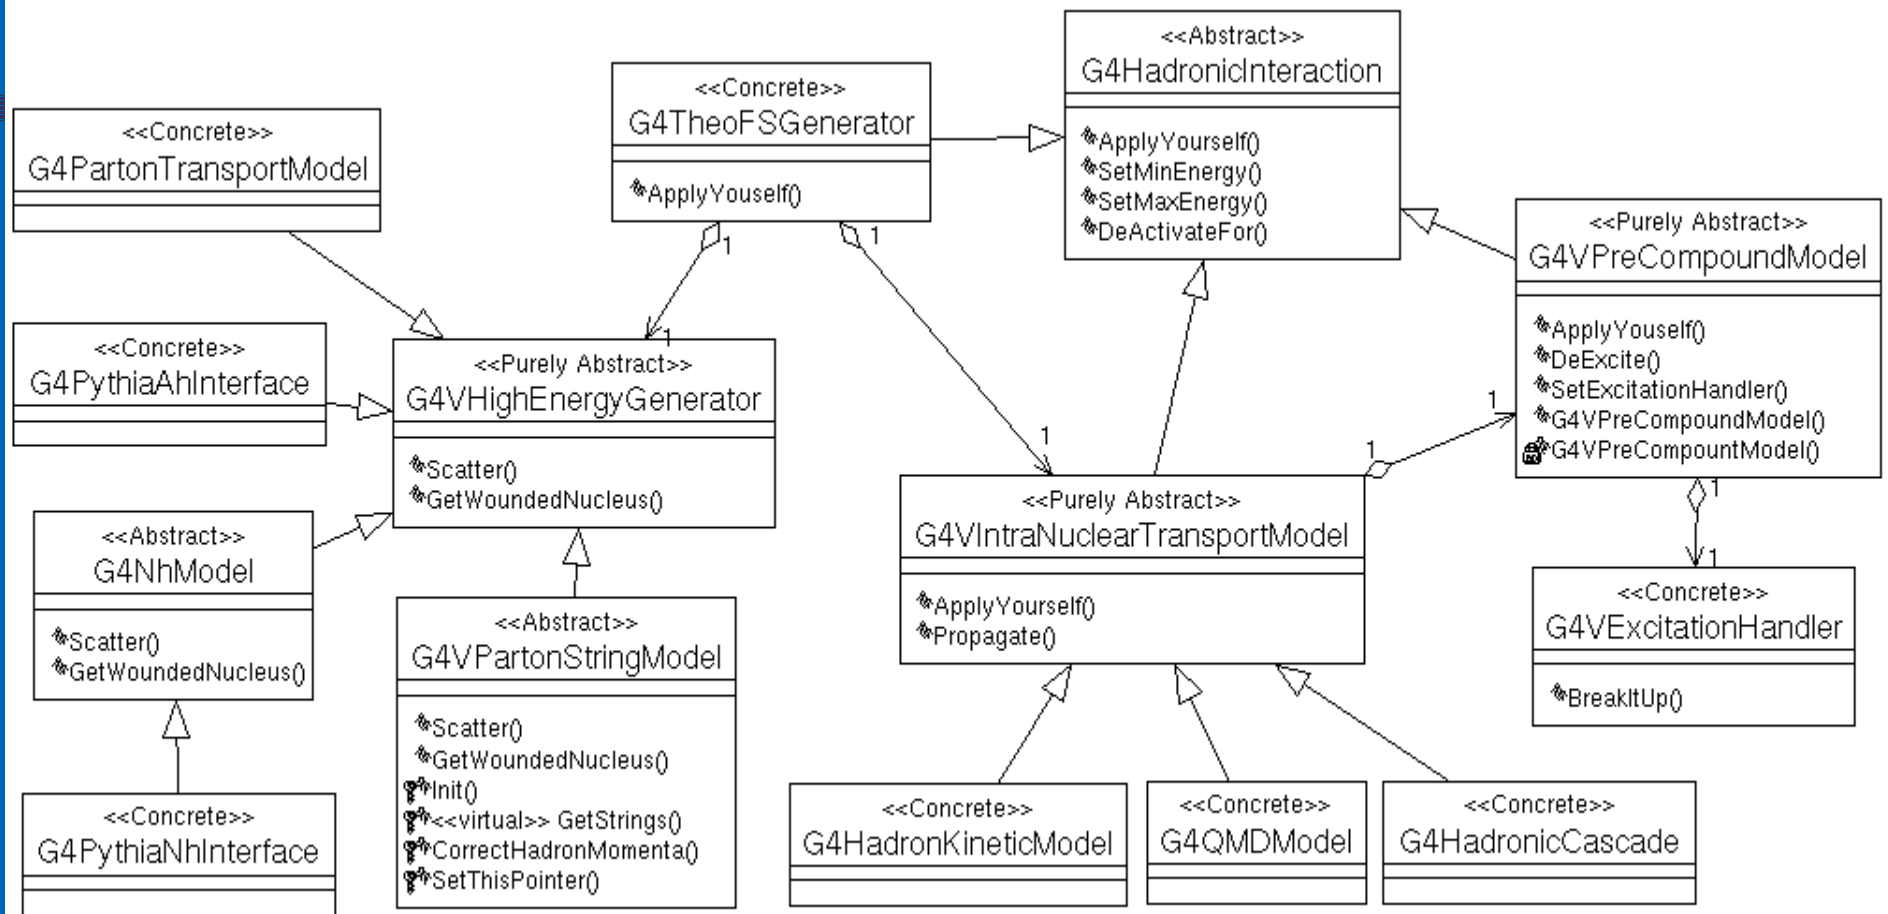 <<Abstract>>
G4HadronicInteraction
ApplyYourself()
SetMinEnergy()
SetMaxEnergy()
DeActivateFor()
<<Concrete>>
G4TheoFSGenerator
ApplyYouself()
1
1
<<Concrete>>
G4PartonTransportModel
<<Purely Abstract>>
G4VPreCompoundModel
ApplyYouself()
DeExcite()
SetExcitationHandler()
G4VPreCompoundModel()
G4VPreCompountModel()
1
1
<<Concrete>>
G4PythiaAhInterface
1
<<Purely Abstract>>
G4VHighEnergyGenerator
Scatter()
GetWoundedNucleus()
1
1
<<Purely Abstract>>
G4VIntraNuclearTransportModel
ApplyYourself()
Propagate()
<<Abstract>>
G4NhModel
Scatter()
GetWoundedNucleus()
1
<<Concrete>>
G4VExcitationHandler
BreakItUp()
<<Abstract>>
G4VPartonStringModel
Scatter()
GetWoundedNucleus()
Init()
<<virtual>> GetStrings()
CorrectHadronMomenta()
SetThisPointer()
<<Concrete>>
G4PythiaNhInterface
<<Concrete>>
G4HadronKineticModel
<<Concrete>>
G4QMDModel
<<Concrete>>
G4HadronicCascade